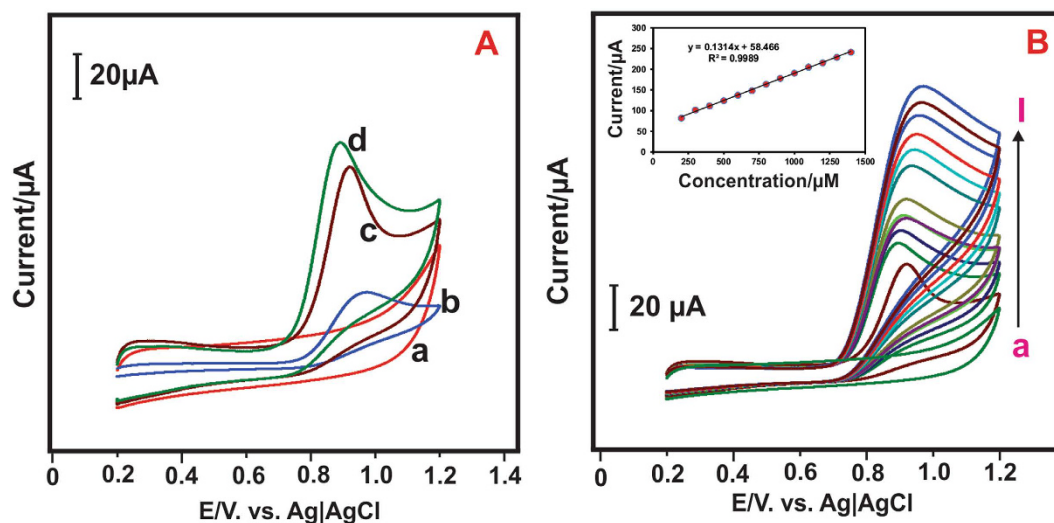 A
20µA
d
c
b
a
Current/µA
0 0.2 0.4 0.6 0.8 1.0 1.2 1.4
E/V. vs. Ag|AgCl
B
300
250
200
150
100
50
0
0 250 500 750 1000 1250 1500
y = 0.1314x + 58.466
R² = 0.9989
Current/µA
Concentration/µM
l
a
20 µA
Current/µA
0 0.2 0.4 0.6 0.8 1.0 1.2
E/V. vs. Ag|AgCl